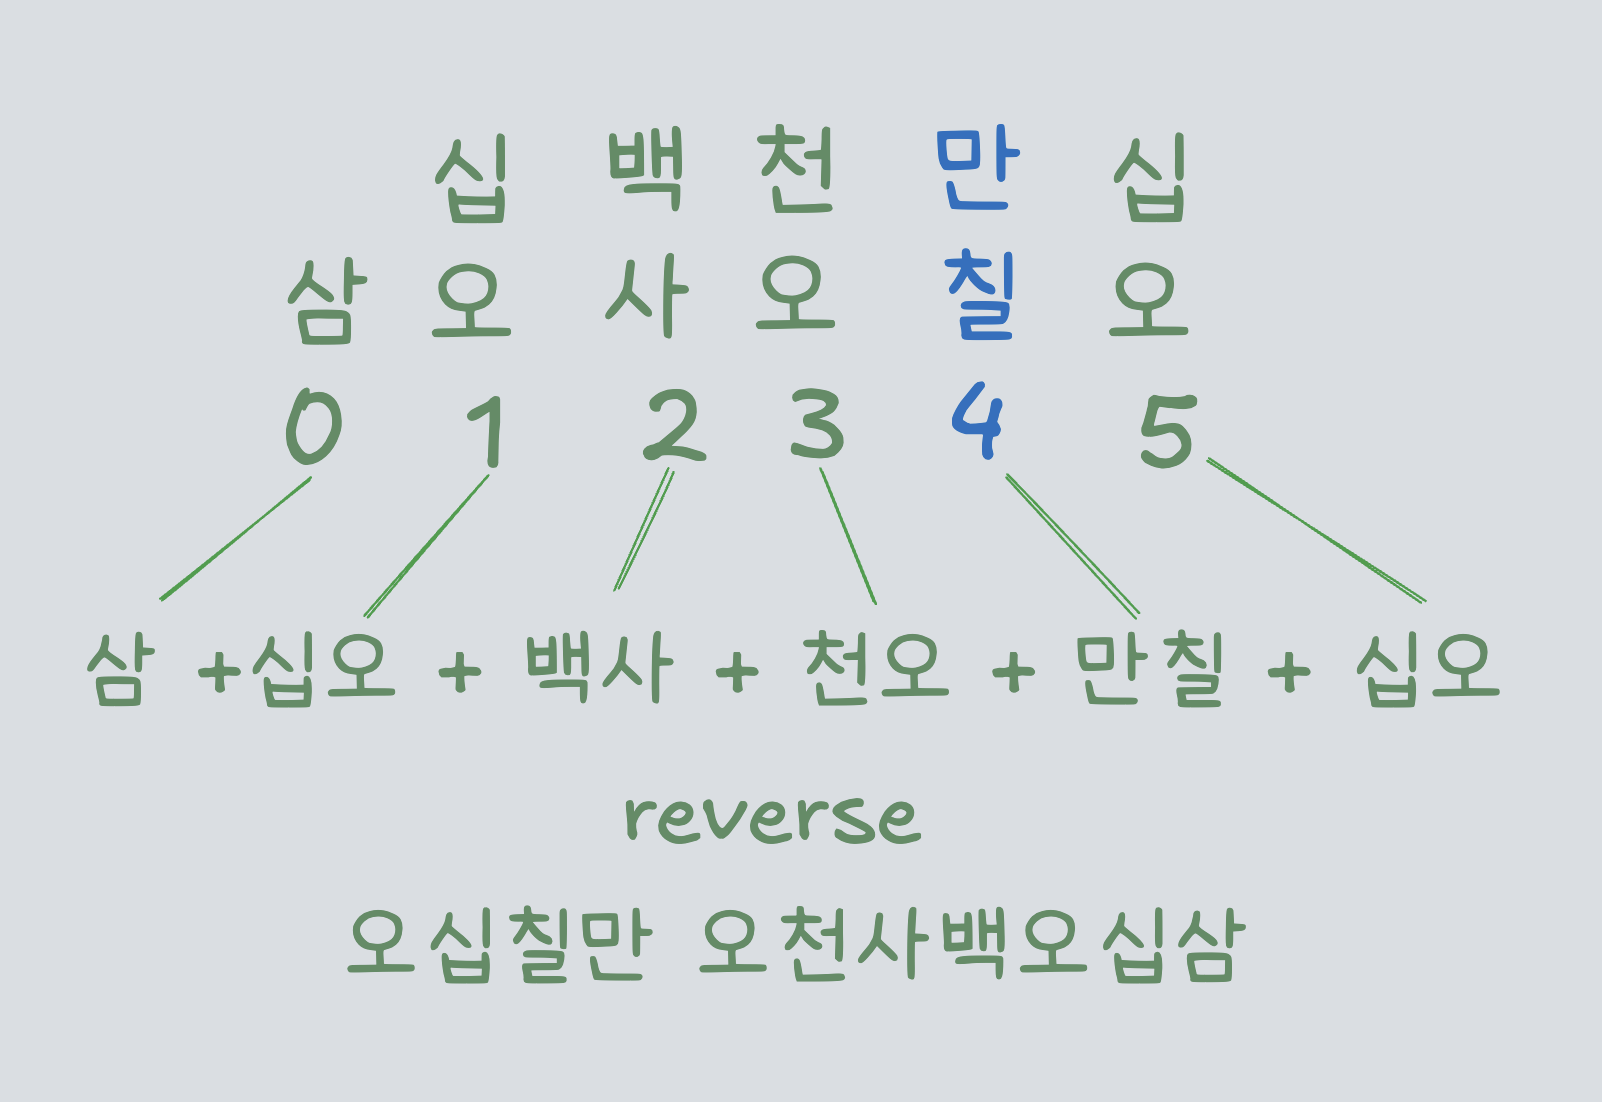 십 백 천 만 십
삼 오 사 오 칠 오
0 1 2 3 4 5
삼 +십오 + 백사 + 천오 + 만칠 + 십오
reverse
오십칠만 오천사백오십삼